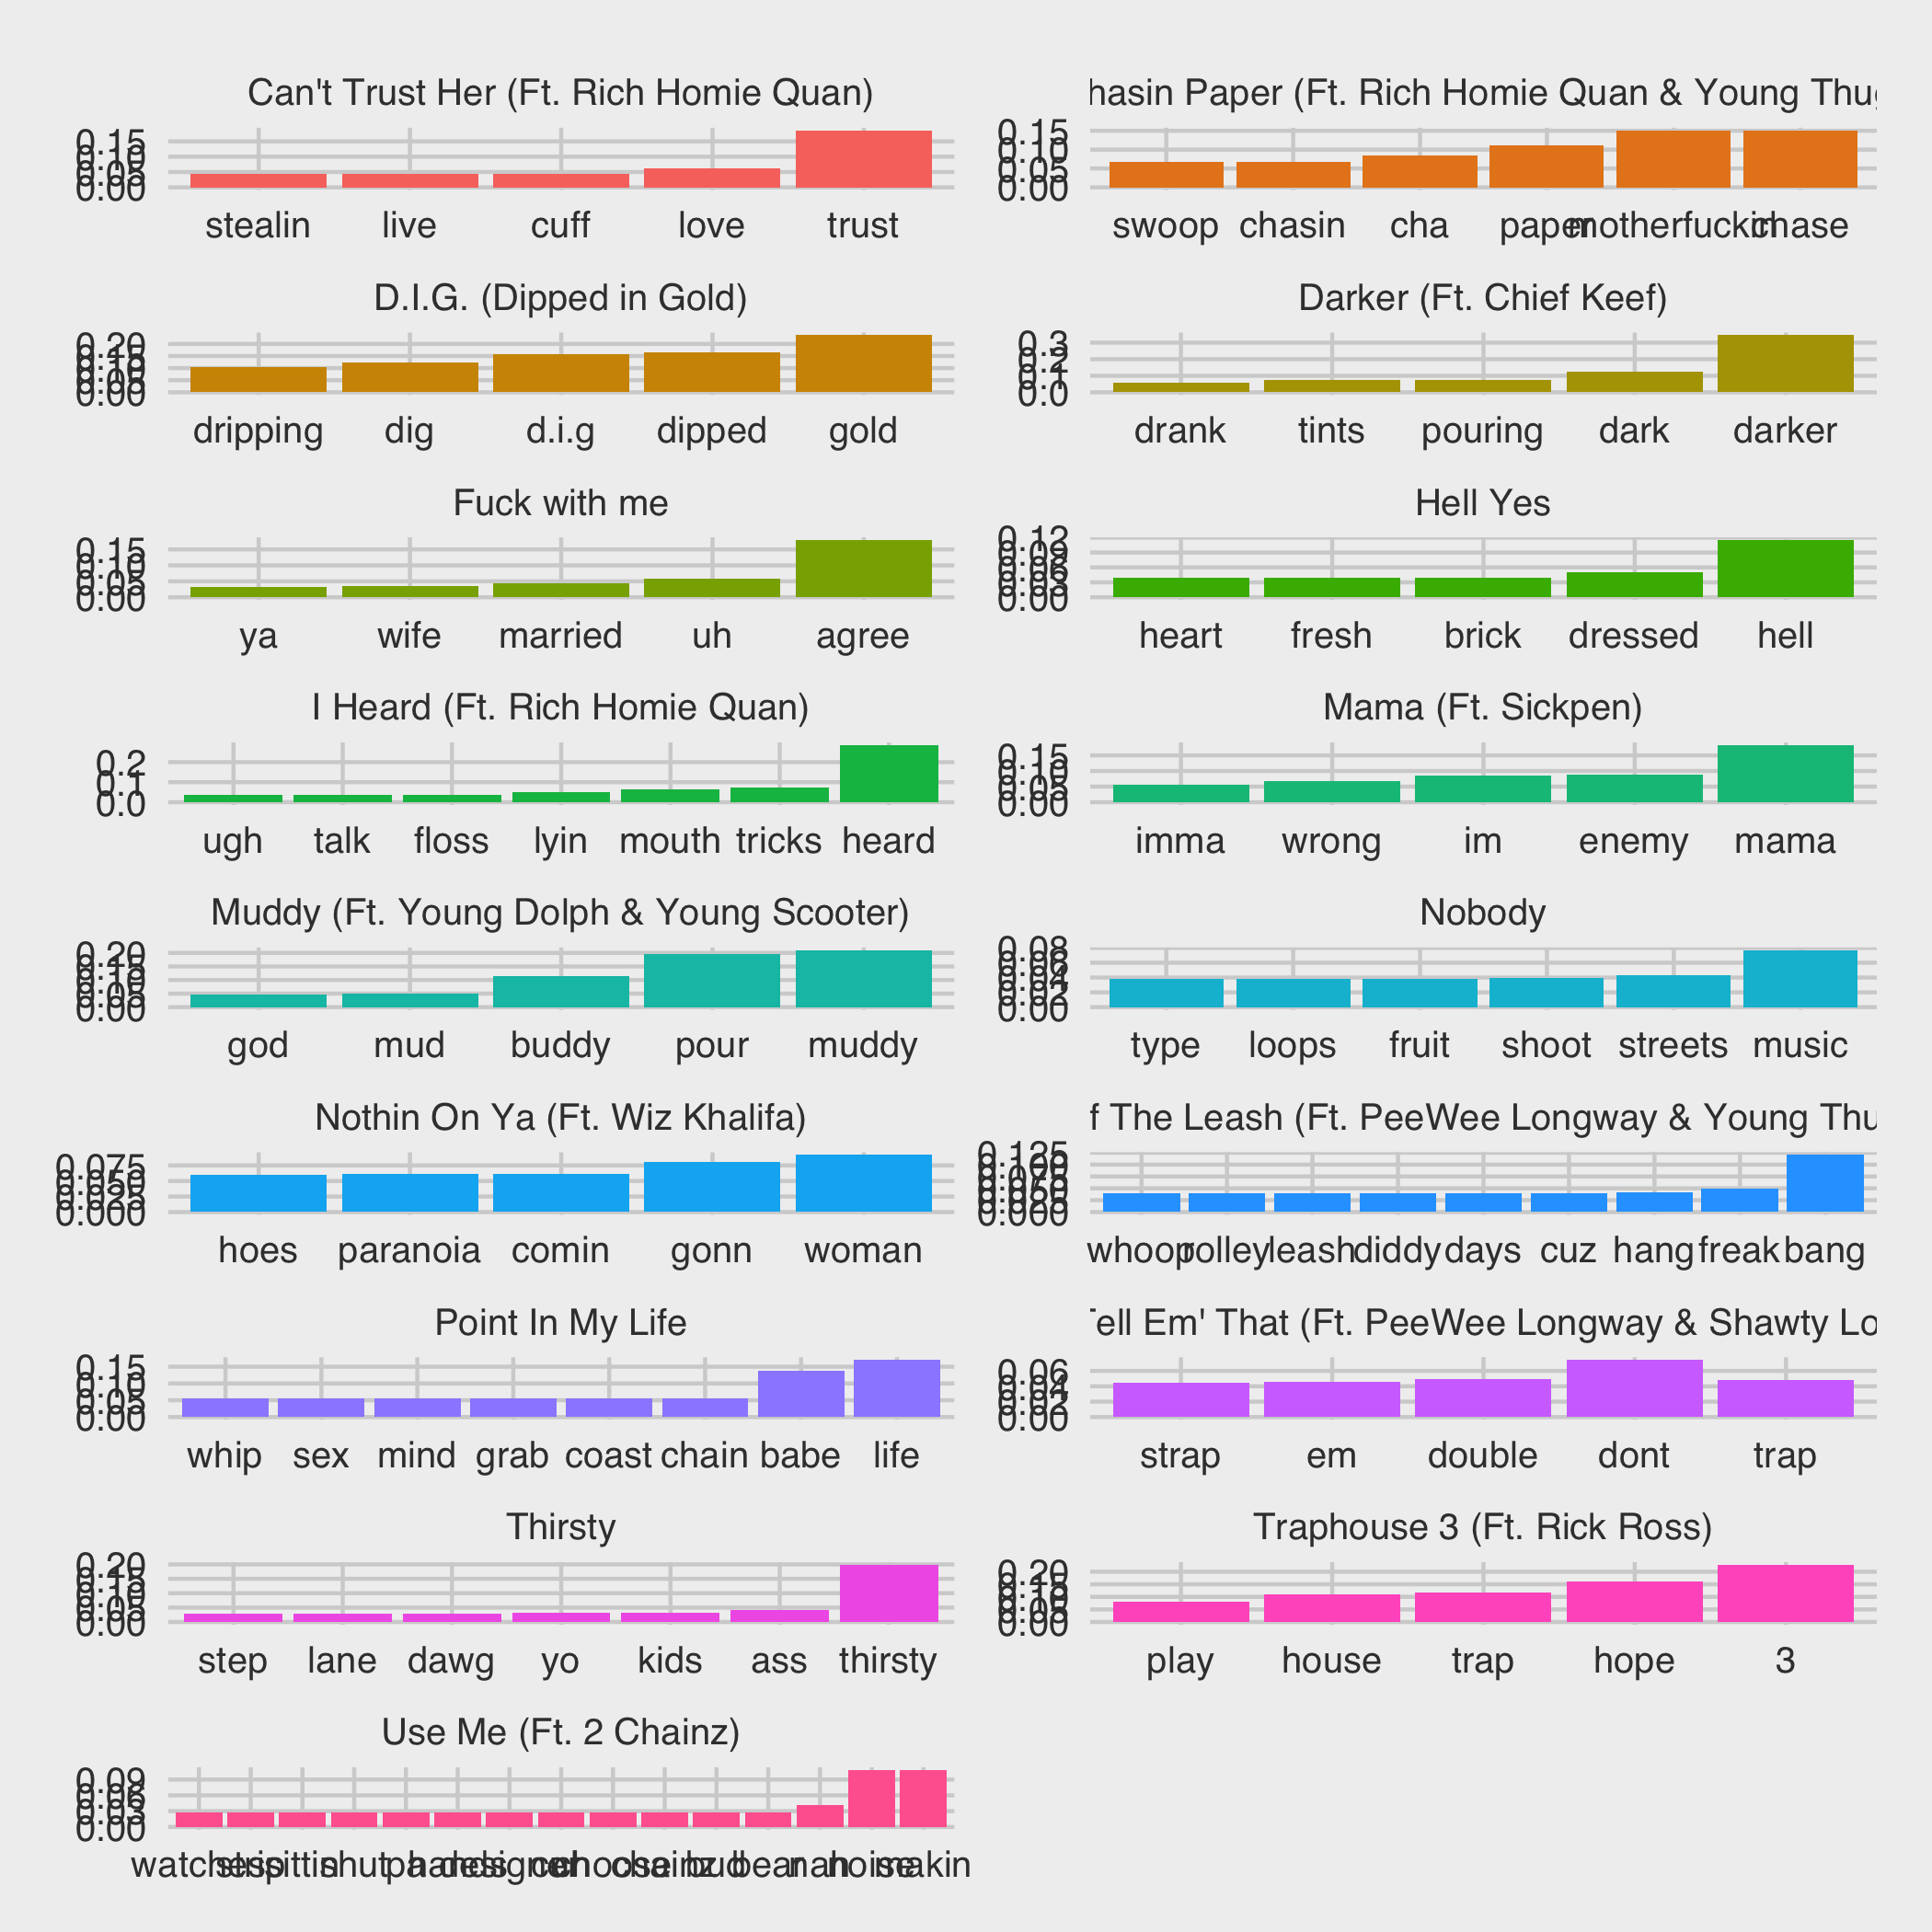 Can't Trust Her (Ft. Rich Homie Quan)
0.15
0.10
0.05
0.00
stealin live cuff love trust
hasin Paper (Ft. Rich Homie Quan & Young Thug
0.15
0.10
0.05
0.00
swoop chasin cha paper motherfuckin chase
D.I.G. (Dipped in Gold)
0.20
0.15
0.10
0.05
0.00
dripping dig d.i.g dipped gold
Darker (Ft. Chief Keef)
0.3
0.2
0.1
0.0
drank tints pouring dark darker
Fuck with me
0.15
0.10
0.05
0.00
ya wife married uh agree
Hell Yes
0.12
0.09
0.06
0.03
0.00
heart fresh brick dressed hell
I Heard (Ft. Rich Homie Quan)
0.2
0.1
0.0
ugh talk floss lyin mouth tricks heard
Mama (Ft. Sickpen)
0.15
0.10
0.05
0.00
imma wrong im enemy mama
Muddy (Ft. Young Dolph & Young Scooter)
0.20
0.15
0.10
0.05
0.00
god mud buddy pour muddy
Nobody
0.08
0.06
0.04
0.02
0.00
type loops fruit shoot streets music
Nothin On Ya (Ft. Wiz Khalifa)
0.075
0.050
0.025
0.000
hoes paranoia comin gonn woman
f The Leash (Ft. PeeWee Longway & Young Thu
0.125
0.100
0.075
0.050
0.025
0.000
whoop rolley leash diddy days cuz hang freak bang
Point In My Life
0.15
0.10
0.05
0.00
whip sex mind grab coast chain babe life
Tell Em' That (Ft. PeeWee Longway & Shawty Lo
0.06
0.04
0.02
0.00
strap em double dont trap
Thirsty
0.20
0.15
0.10
0.05
0.00
step lane dawg yo kids ass thirsty
Traphouse 3 (Ft. Rick Ross)
0.20
0.15
0.10
0.05
0.00
play house trap hope 3
Use Me (Ft. 2 Chainz)
0.09
0.06
0.03
0.00
watches spittin shut hands designer choose chainz bud bear nah noise makin